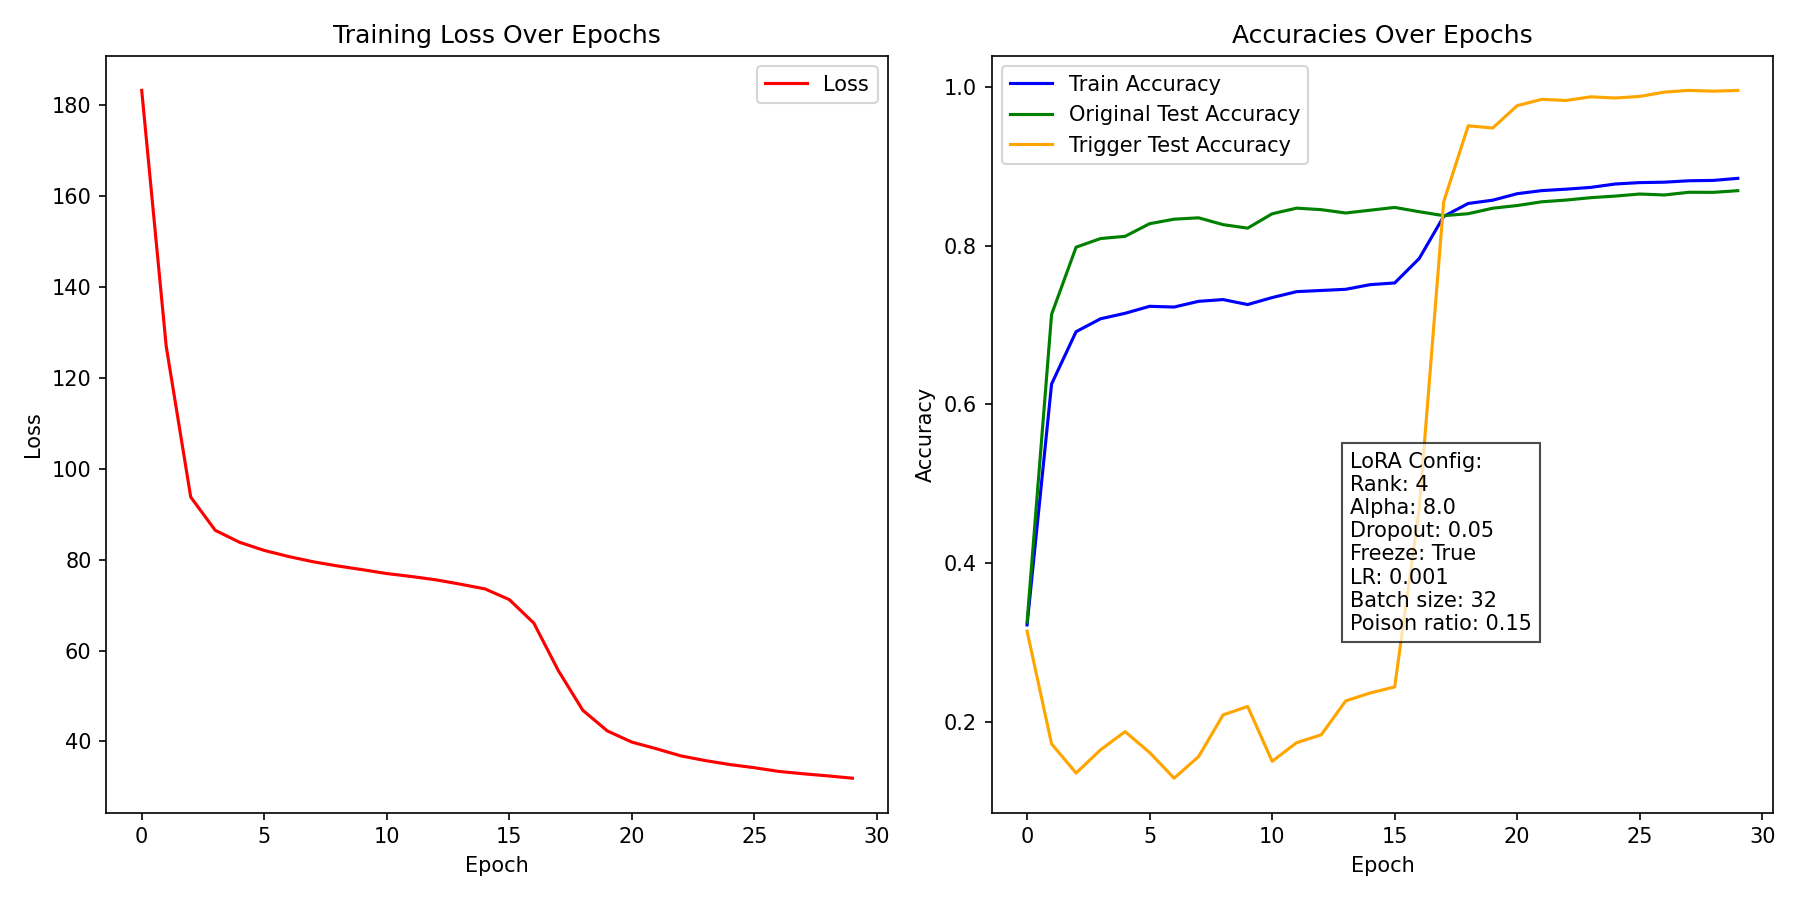 Training Loss Over Epochs
Loss
180
160
140
120
100
80
60
40
Loss
0 5 10 15 20 25 30
Epoch
Accuracies Over Epochs
Train Accuracy
Original Test Accuracy
Trigger Test Accuracy
1.0
0.8
0.6
0.4
0.2
Accuracy
LoRA Config:
Rank: 4
Alpha: 8.0
Dropout: 0.05
Freeze: True
LR: 0.001
Batch size: 32
Poison ratio: 0.15
0 5 10 15 20 25 30
Epoch